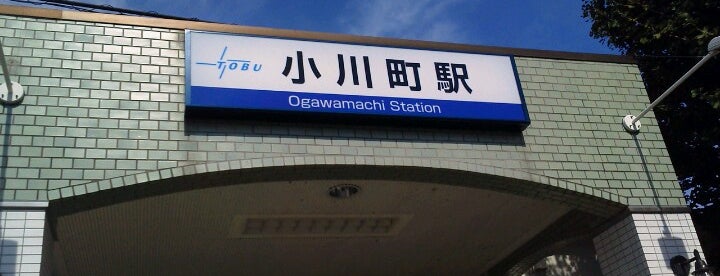 TOBU 小川町駅
Ogawamachi Station